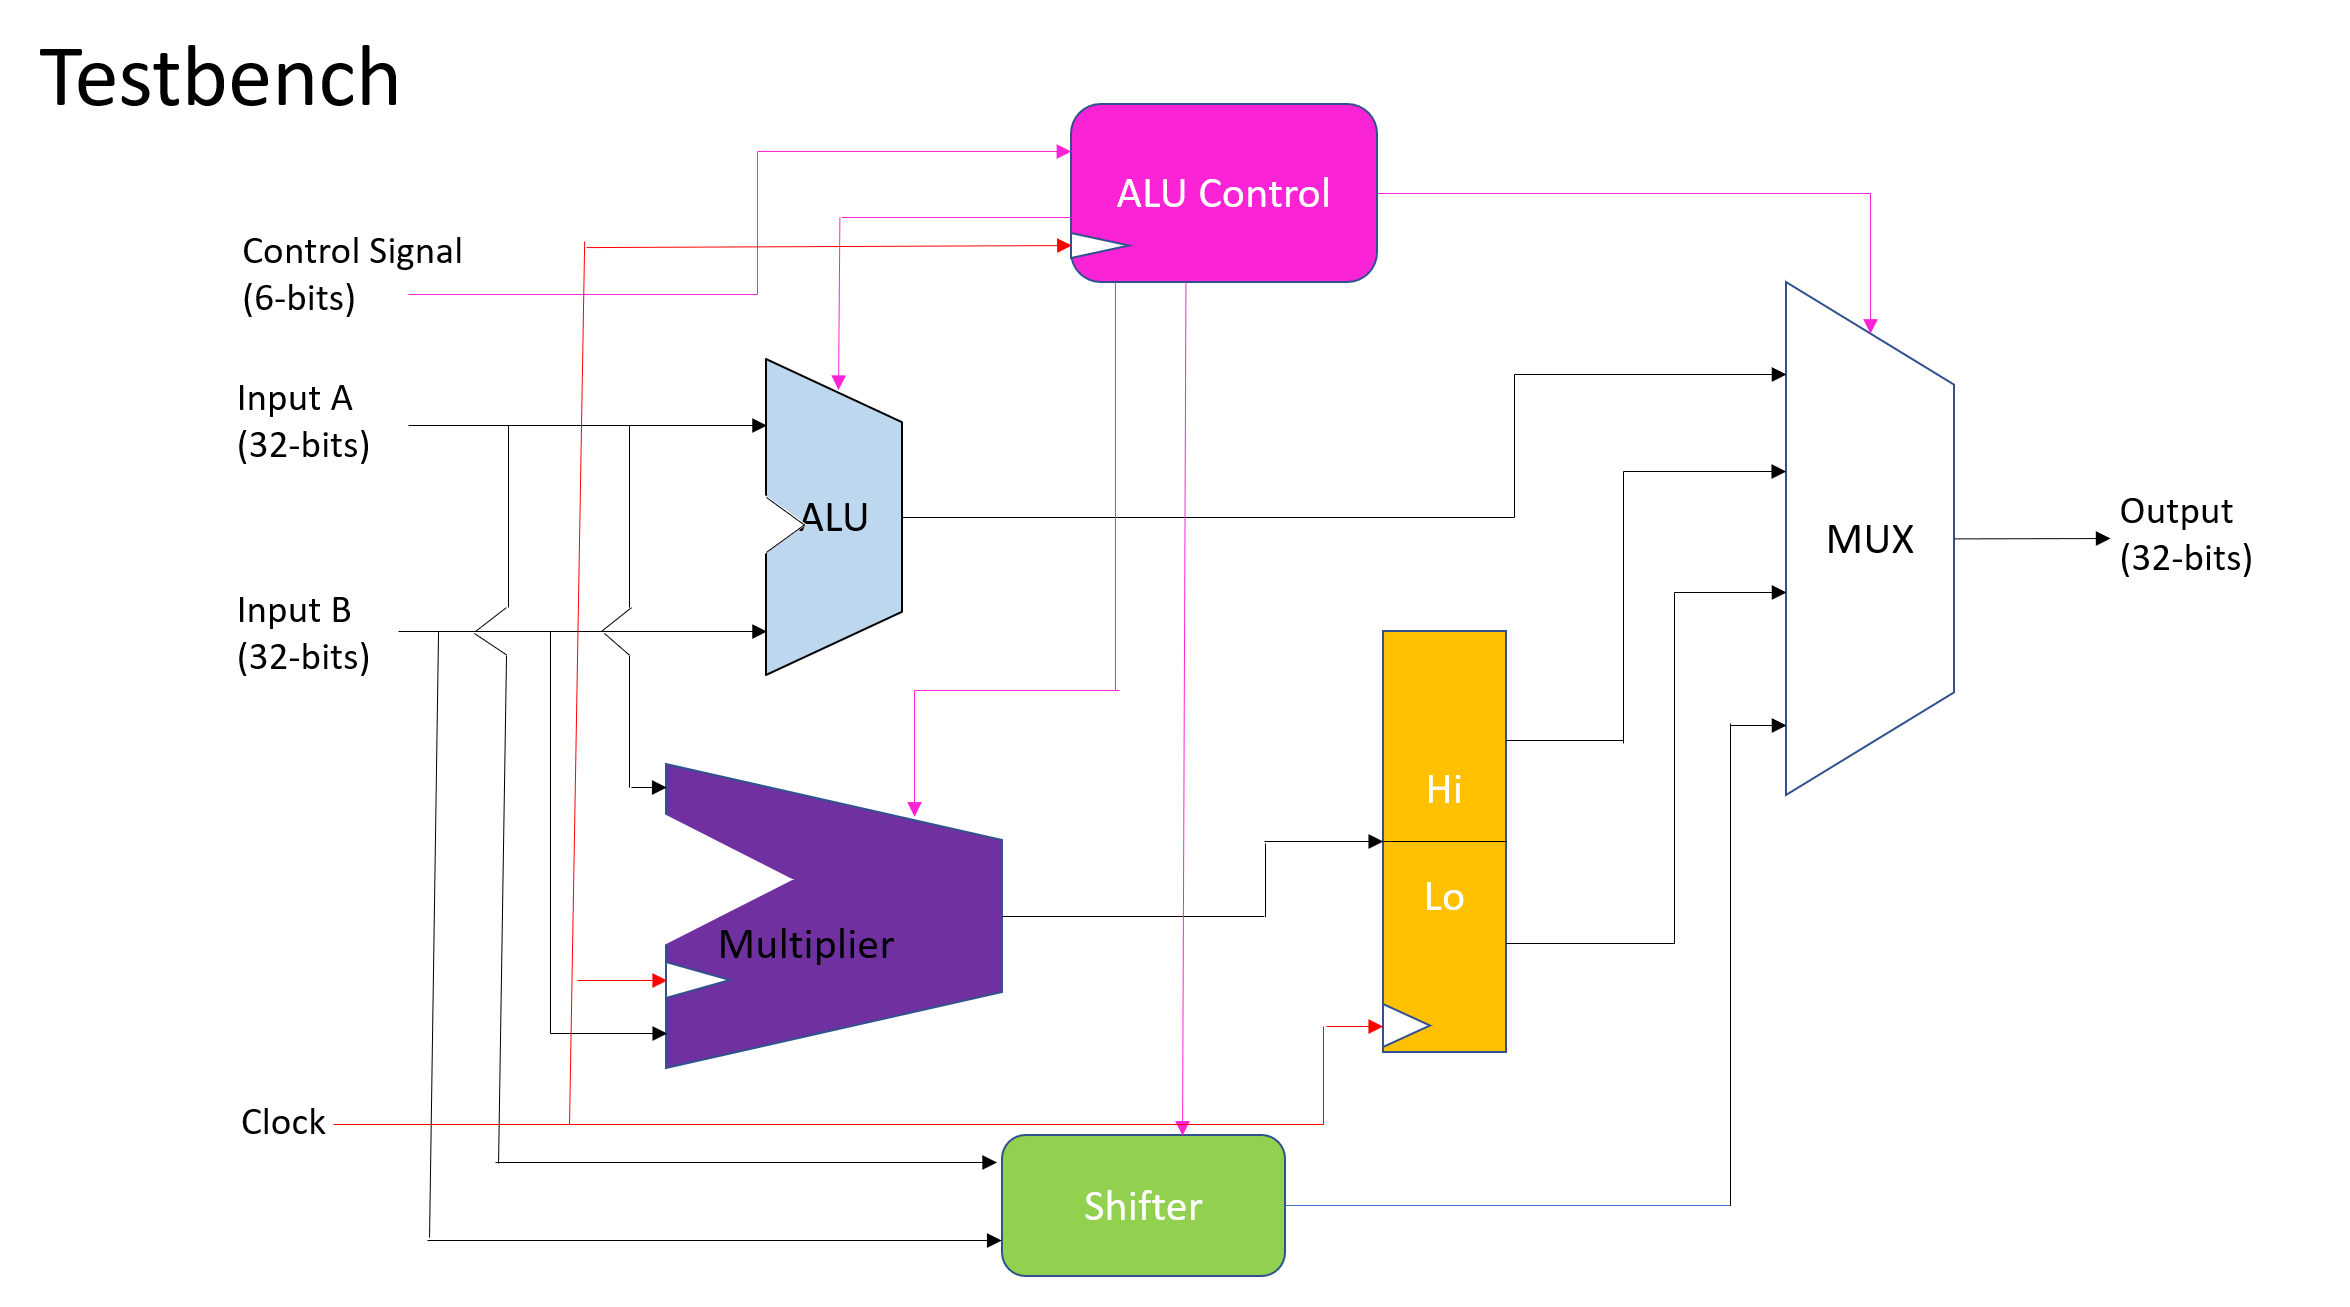 Testbench
ALU Control
Control Signal
(6-bits)
Input A
(32-bits)
ALU
Input B
(32-bits)
MUX
Output
(32-bits)
Hi
Lo
Multiplier
Clock
Shifter